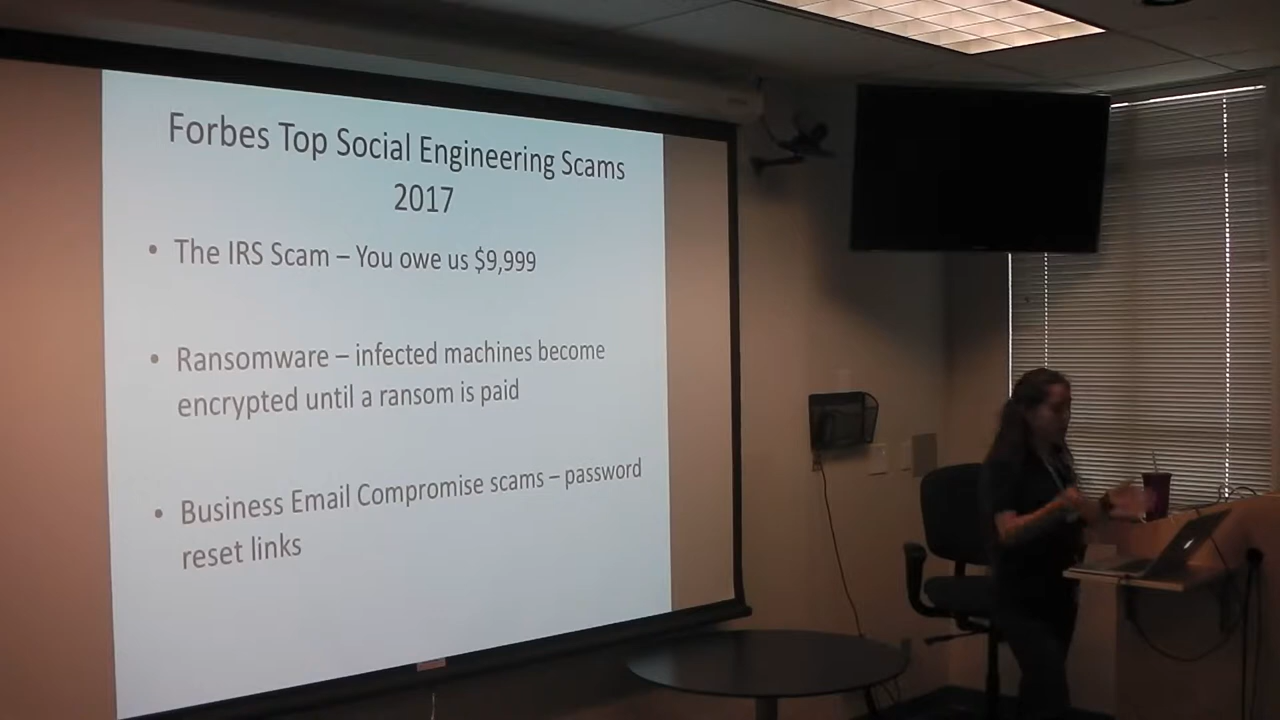 Forbes Top Social Engineering Scams
2017
• The IRS Scam – You owe us $9,999
• Ransomware – infected machines become
encrypted until a ransom is paid
• Business Email Compromise scams – password
reset links